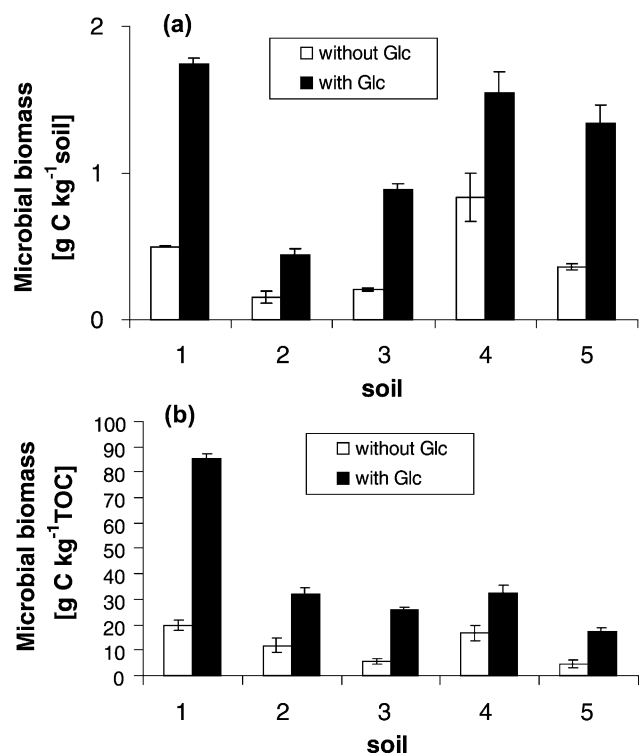 (a)
2
1
0
Microbial biomass
[g C kg⁻¹soil]
without Glc
with Glc
1 2 3 4 5
soil
(b)
100
90
80
70
60
50
40
30
20
10
0
Microbial biomass
[g C kg⁻¹TOC]
without Glc
with Glc
1 2 3 4 5
soil